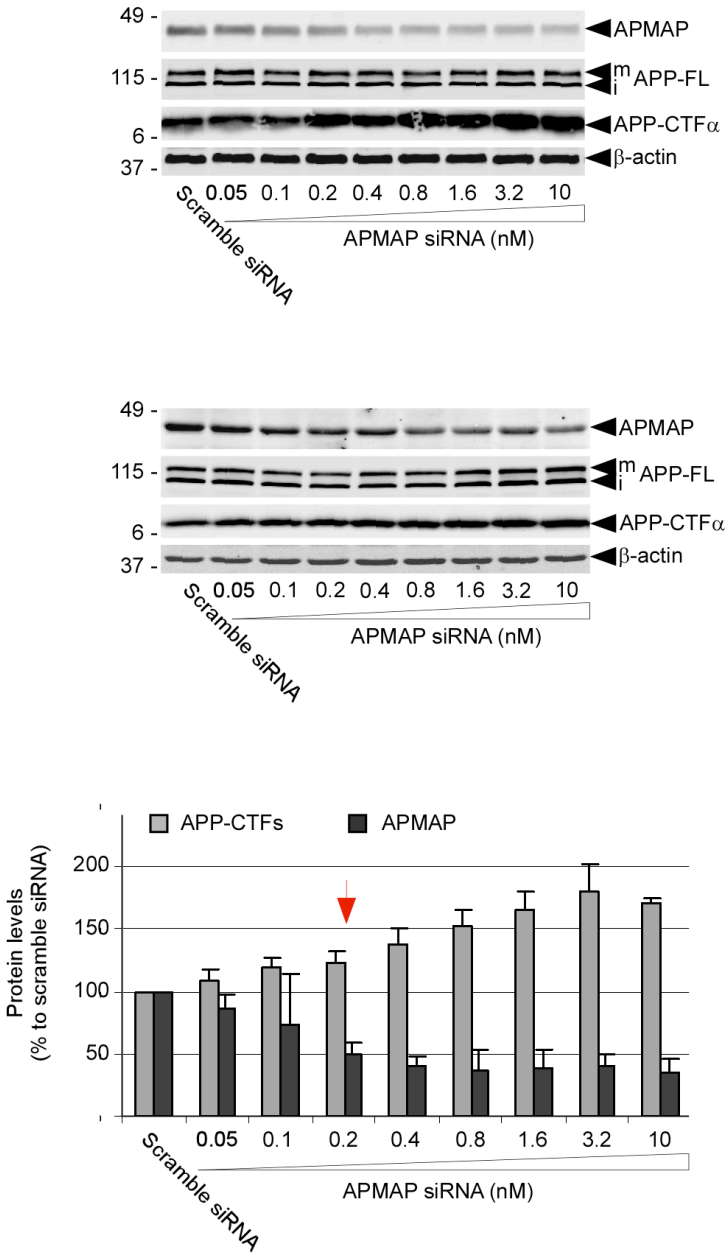 49 -
APMAP
115 -
m
i
APP-FL
6 -
APP-CTFα
37 -
β-actin
Scramble siRNA
0.05 0.1 0.2 0.4 0.8 1.6 3.2 10
APMAP siRNA (nM)
49 -
APMAP
115 -
m
i
APP-FL
6 -
APP-CTFα
37 -
β-actin
Scramble siRNA
0.05 0.1 0.2 0.4 0.8 1.6 3.2 10
APMAP siRNA (nM)
APP-CTFs APMAP
Protein levels
(% to scramble siRNA)
200
150
100
50
Scramble siRNA
0.05 0.1 0.2 0.4 0.8 1.6 3.2 10
APMAP siRNA (nM)